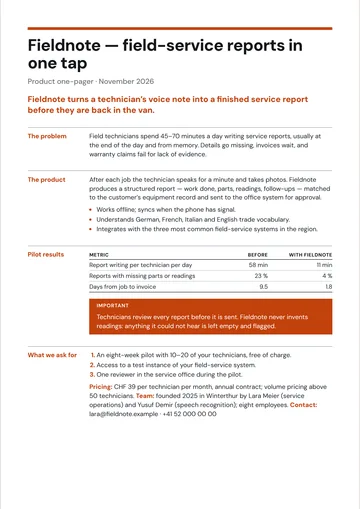 Fieldnote — field-service reports in
one tap
Product one-pager · November 2026
Fieldnote turns a technician's voice note into a finished service report
before they are back in the van.
The problem
Field technicians spend 45–70 minutes a day writing service reports, usually at
the end of the day and from memory. Details go missing, invoices wait, and
warranty claims fail for lack of evidence.
The product
After each job the technician speaks for a minute and takes photos. Fieldnote
produces a structured report — work done, parts, readings, follow-ups — matched
to the customer's equipment record and sent to the office system for approval.
• Works offline; syncs when the phone has signal.
• Understands German, French, Italian and English trade vocabulary.
• Integrates with the three most common field-service systems in the region.
Pilot results
METRIC BEFORE WITH FIELDNOTE
Report writing per technician per day 58 min 11 min
Reports with missing parts or readings 23 % 4 %
Days from job to invoice 9.5 1.8
IMPORTANT
Technicians review every report before it is sent. Fieldnote never invents
readings: anything it could not hear is left empty and flagged.
What we ask for
1. An eight-week pilot with 10–20 of your technicians, free of charge.
2. Access to a test instance of your field-service system.
3. One reviewer in the service office during the pilot.
Pricing: CHF 39 per technician per month, annual contract; volume pricing above
50 technicians. Team: founded 2025 in Winterthur by Lara Meier (service
operations) and Yusuf Demir (speech recognition); eight employees. Contact:
lara@fieldnote.example · +41 52 000 00 00